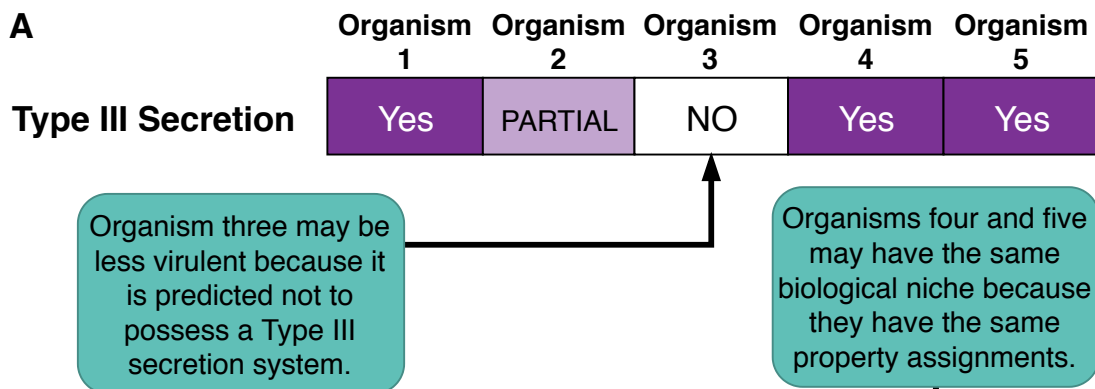 A
Organism Organism Organism Organism Organism
1 2 3 4 5
Type III Secretion Yes PARTIAL NO Yes Yes
Organism three may be
less virulent because it
is predicted not to
possess a Type III
secretion system.
Organisms four and five
may have the same
biological niche because
they have the same
property assignments.